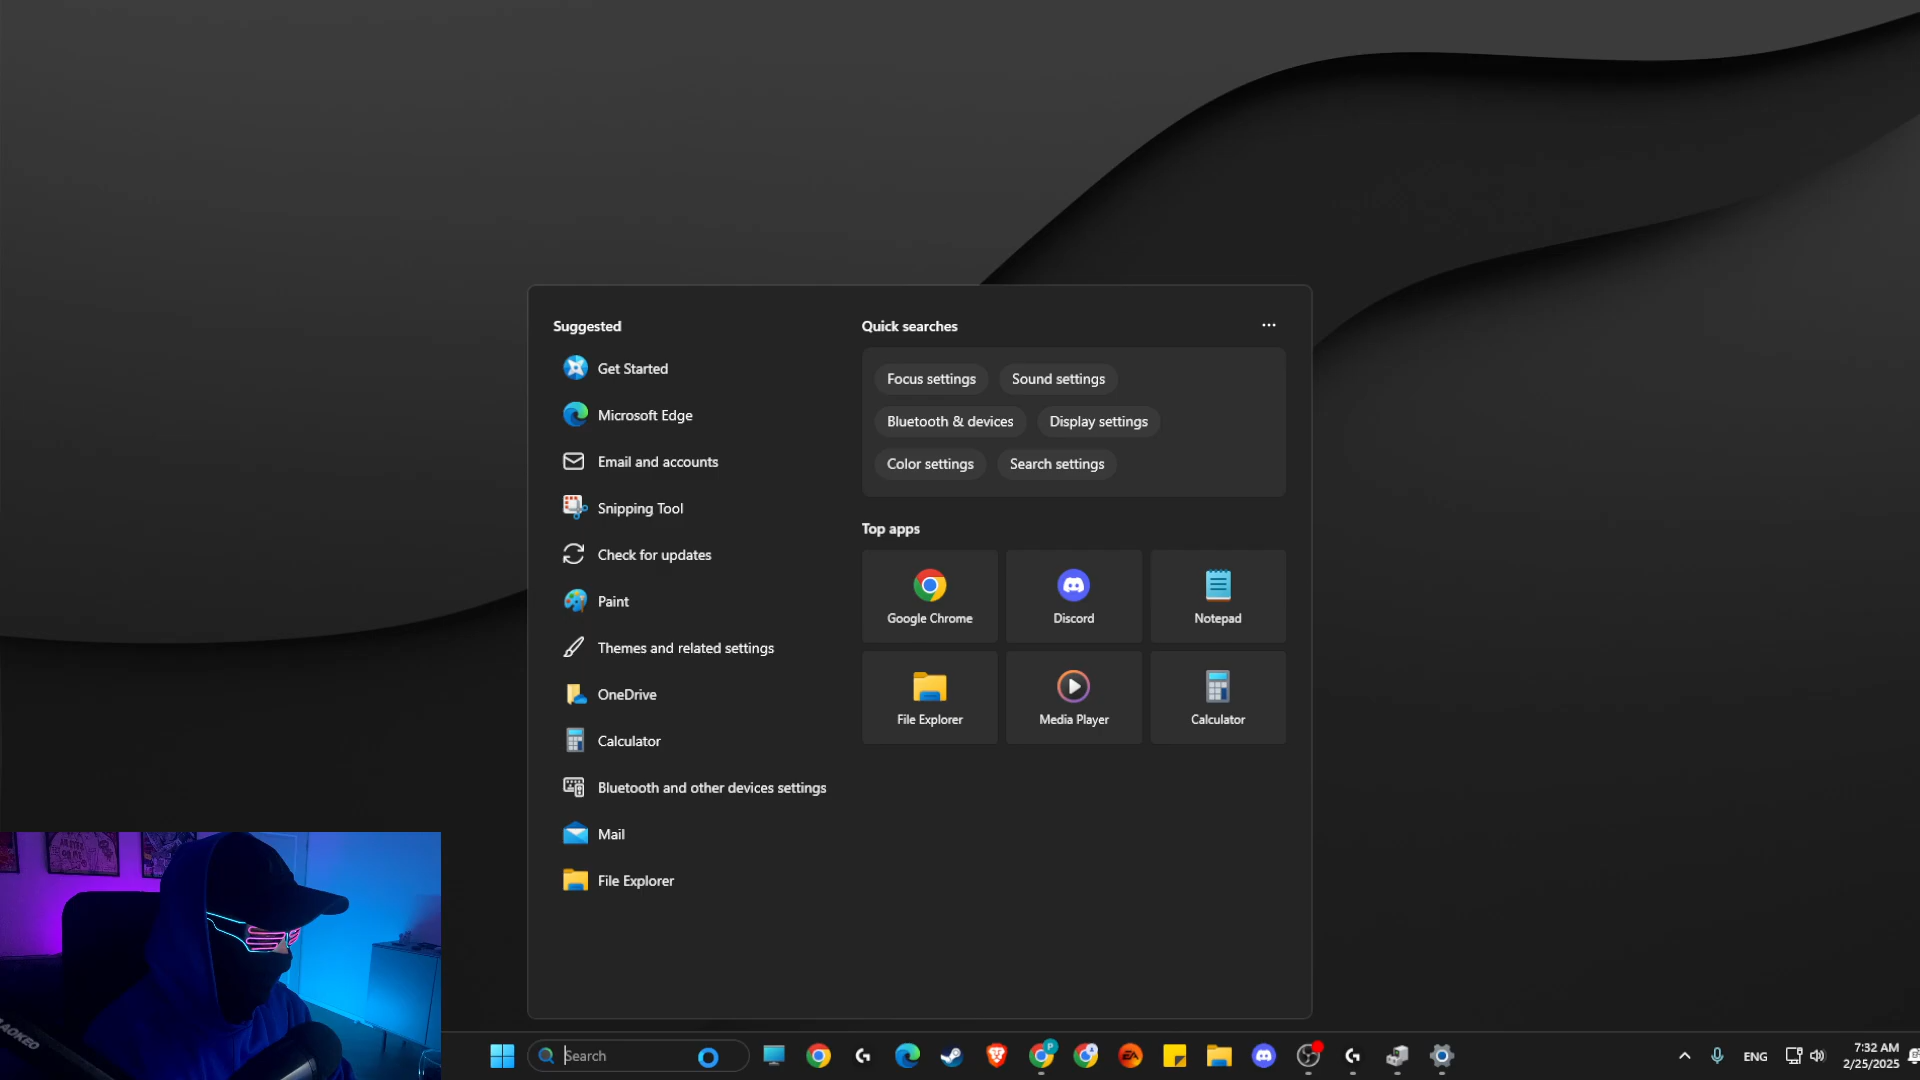 Suggested
Get Started
Microsoft Edge
Email and accounts
Snipping Tool
Check for updates
Paint
Themes and related settings
OneDrive
Calculator
Bluetooth and other devices settings
Mail
File Explorer
Quick searches
Focus settings
Sound settings
Bluetooth & devices
Display settings
Color settings
Search settings
Top apps
Google Chrome
Discord
Notepad
File Explorer
Media Player
Calculator
Search
P
EA
ENG
7:32 AM
2/25/2025